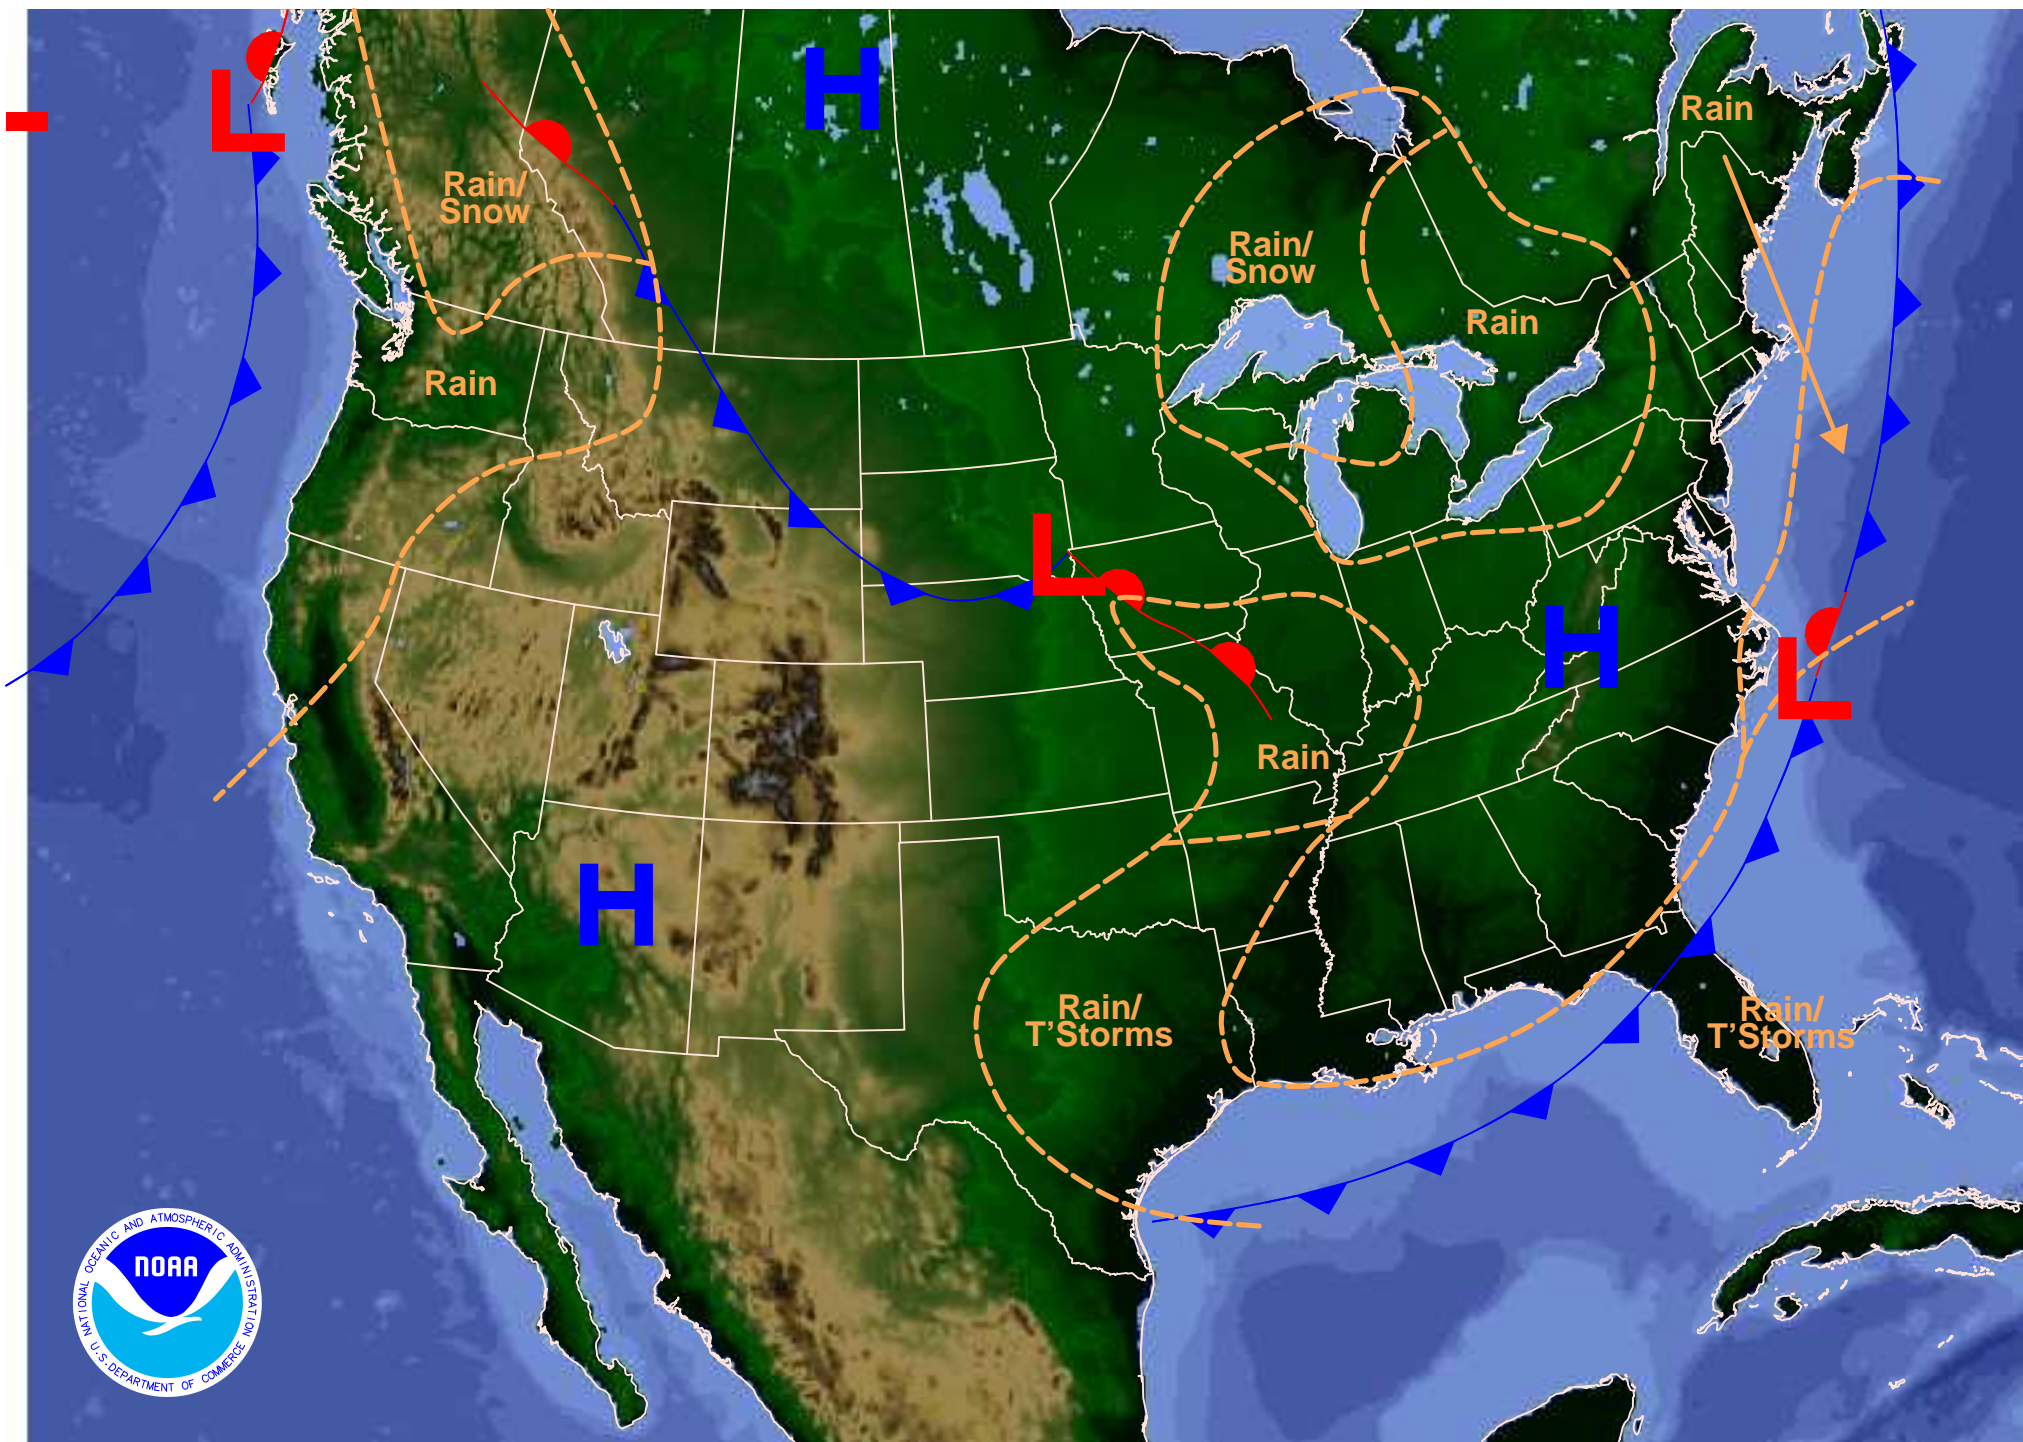 H
L
Rain
Rain/
Snow
Rain/
Snow
Rain
Rain
L
H
L
Rain
H
Rain/
T'Storms
Rain/
T'Storms
NATIONAL OCEANIC AND ATMOSPHERIC ADMINISTRATION
NOAA
U.S. DEPARTMENT OF COMMERCE